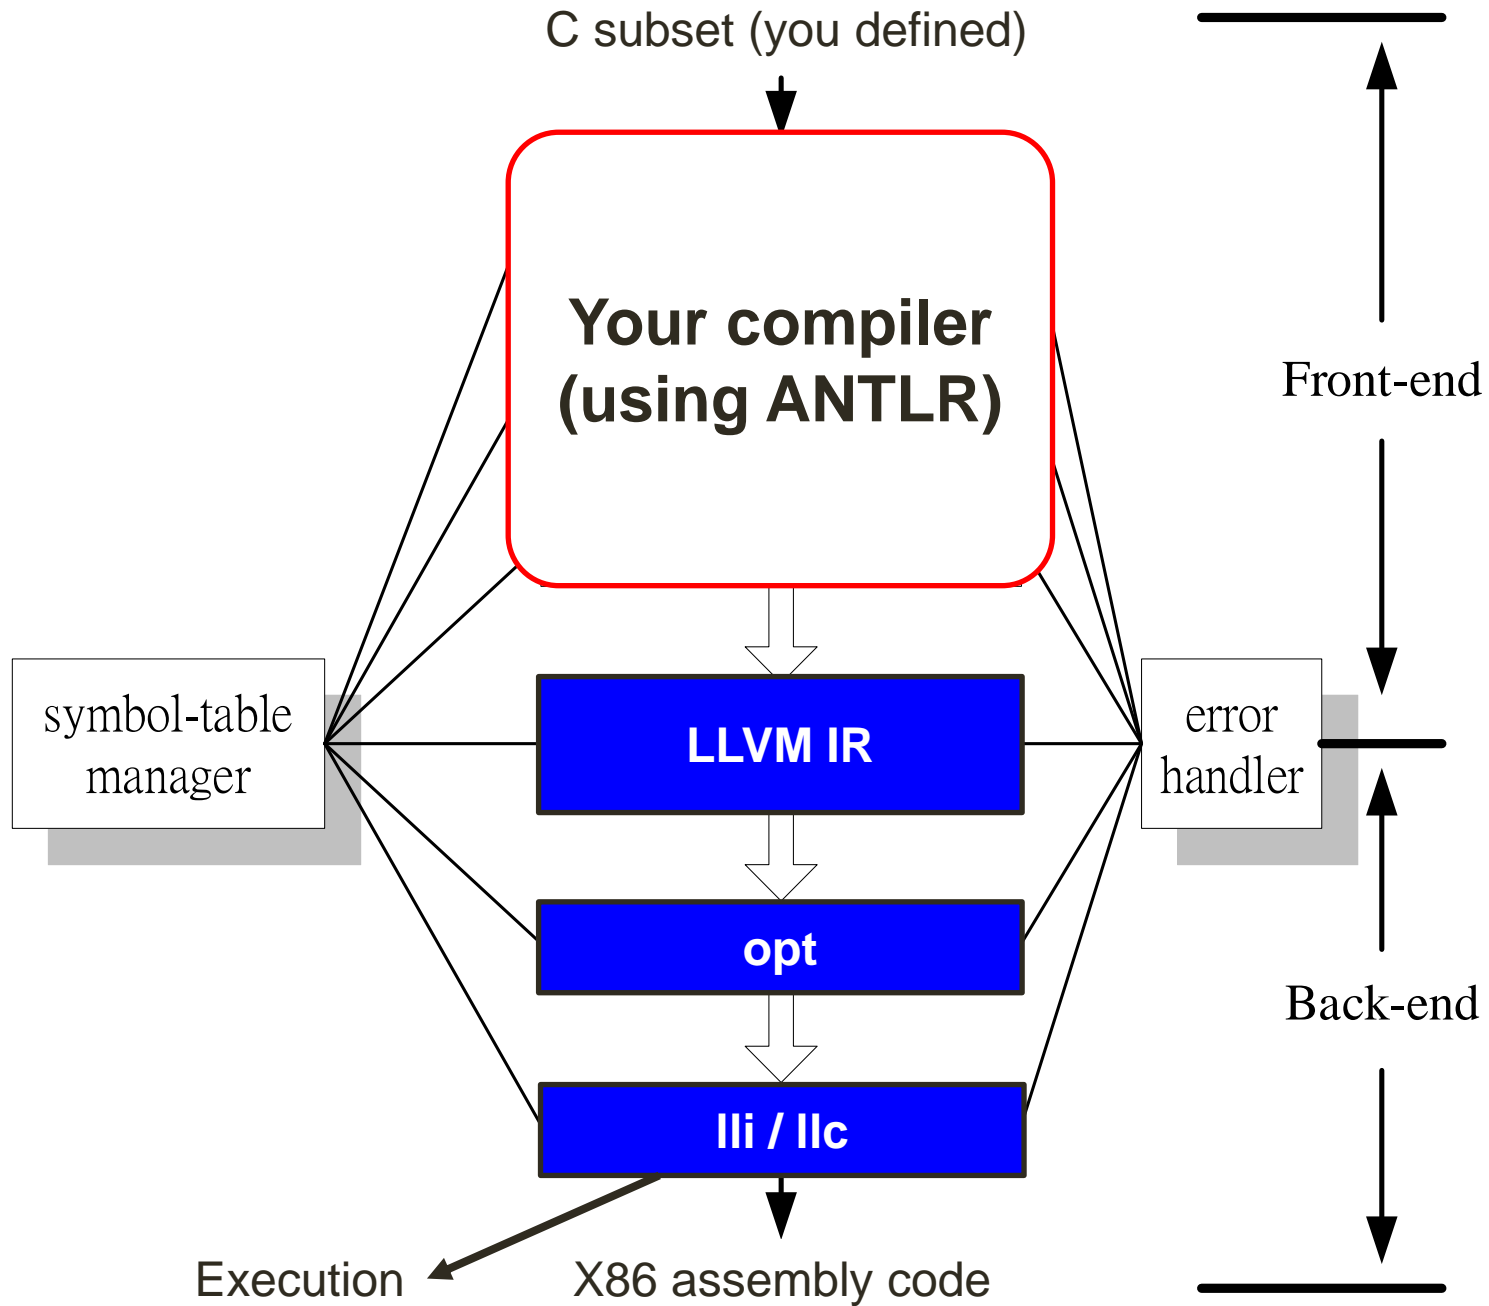 C subset (you defined)
Your compiler
(using ANTLR)
Front-end
symbol-table
manager
LLVM IR
error
handler
opt
Back-end
lli / llc
Execution
X86 assembly code